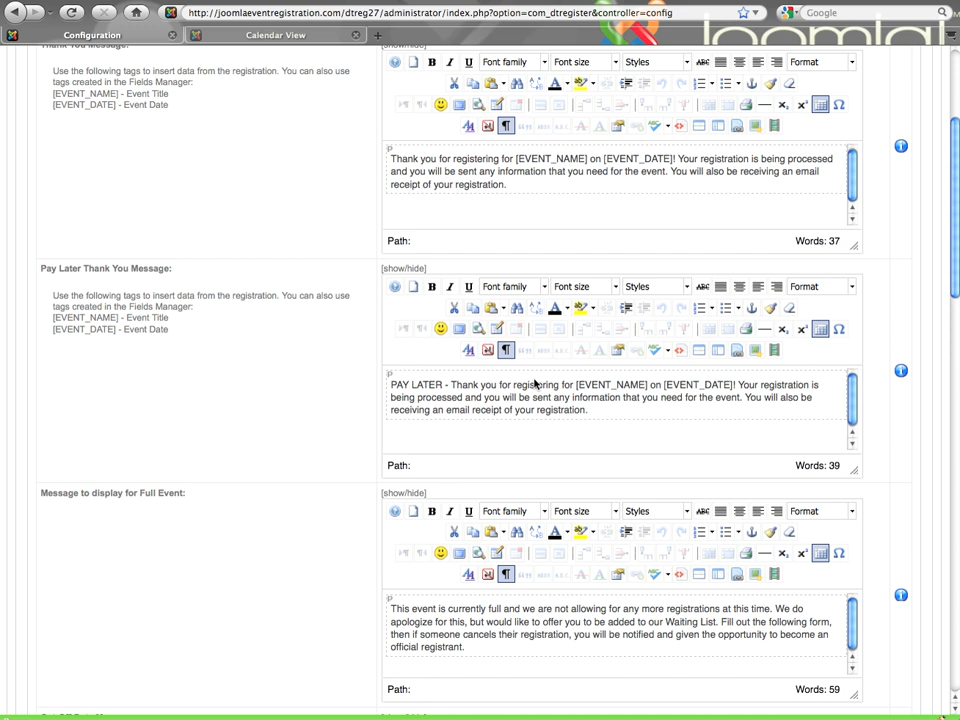 http://joomlaeventregistration.com/dtreg27/administrator/index.php?option=com_dtregister&controller=config
Google
Configuration
Calendar View
Thank You Message:
[show/hide]
Use the following tags to insert data from the registration. You can also use
tags created in the Fields Manager:
[EVENT_NAME] - Event Title
[EVENT_DATE] - Event Date
B I U Font family Font size Styles ABC Format
Thank you for registering for [EVENT_NAME] on [EVENT_DATE]! Your registration is being processed
and you will be sent any information that you need for the event. You will also be receiving an email
receipt of your registration.
Path:
Words: 37
Pay Later Thank You Message:
[show/hide]
Use the following tags to insert data from the registration. You can also use
tags created in the Fields Manager:
[EVENT_NAME] - Event Title
[EVENT_DATE] - Event Date
B I U Font family Font size Styles ABC Format
PAY LATER - Thank you for registering for [EVENT_NAME] on [EVENT_DATE]! Your registration is
being processed and you will be sent any information that you need for the event. You will also be
receiving an email receipt of your registration.
Path:
Words: 39
Message to display for Full Event:
[show/hide]
B I U Font family Font size Styles ABC Format
This event is currently full and we are not allowing for any more registrations at this time. We do
apologize for this, but would like to offer you to be added to our Waiting List. Fill out the following form,
then if someone cancels their registration, you will be notified and given the opportunity to become an
official registrant.
Path:
Words: 59